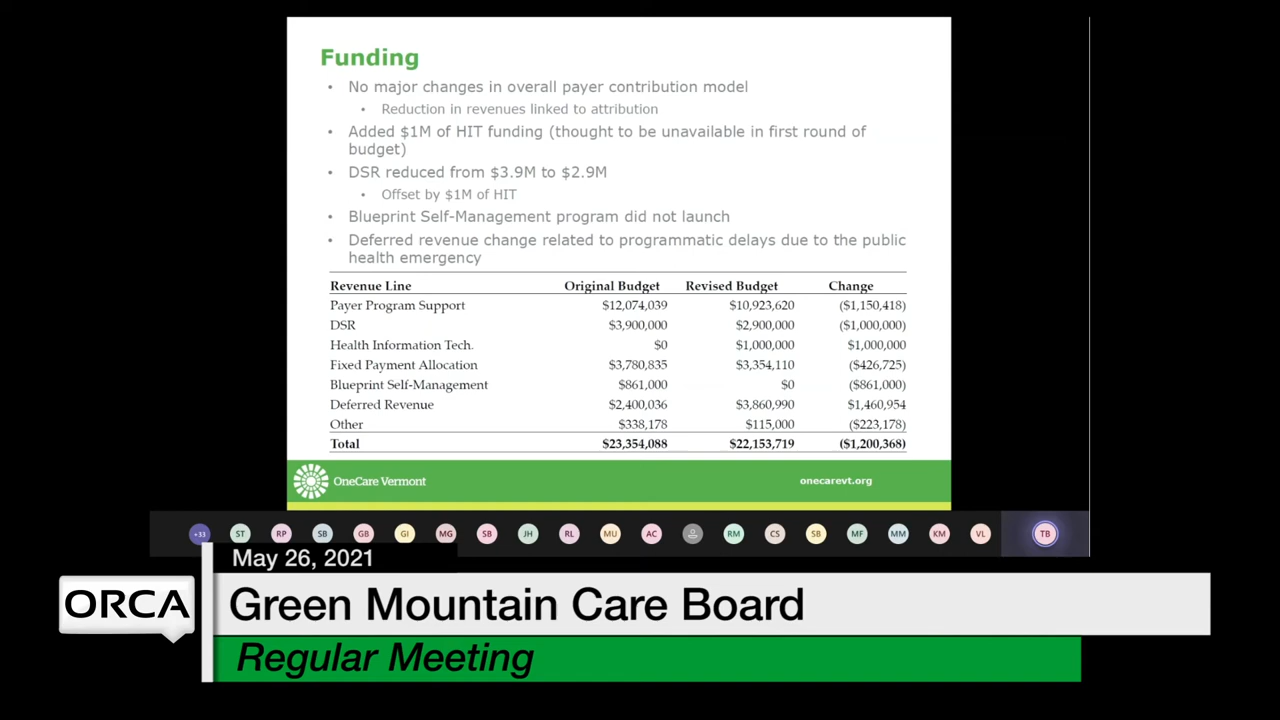 Funding
• No major changes in overall payer contribution model
• Reduction in revenues linked to attribution
• Added $1M of HIT funding (thought to be unavailable in first round of
budget)
• DSR reduced from $3.9M to $2.9M
• Offset by $1M of HIT
• Blueprint Self-Management program did not launch
• Deferred revenue change related to programmatic delays due to the public
health emergency
Revenue Line Original Budget Revised Budget Change
Payer Program Support $12,074,039 $10,923,620 ($1,150,418)
DSR $3,900,000 $2,900,000 ($1,000,000)
Health Information Tech. $0 $1,000,000 $1,000,000
Fixed Payment Allocation $3,780,835 $3,354,110 ($426,725)
Blueprint Self-Management $861,000 $0 ($861,000)
Deferred Revenue $2,400,036 $3,860,990 $1,460,954
Other $338,178 $115,000 ($223,178)
Total $23,354,088 $22,153,719 ($1,200,368)
OneCare Vermont onecarevt.org
+33 ST RP SB GB GI MG SB JH RL MU AC RM CS SB MF MM KM VL TB
May 26, 2021
ORCA
Green Mountain Care Board
Regular Meeting